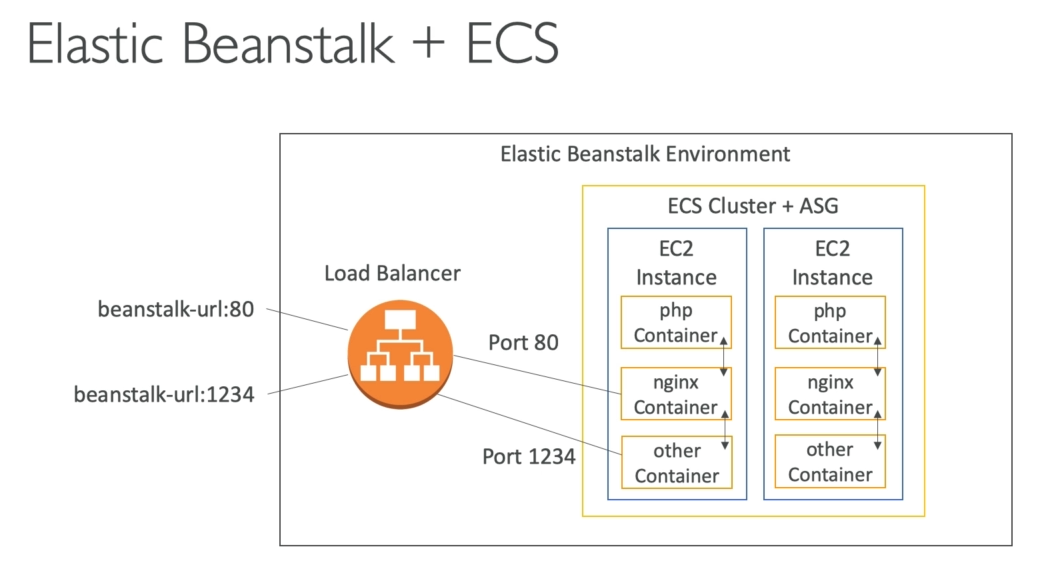 Elastic Beanstalk + ECS
Elastic Beanstalk Environment
ECS Cluster + ASG
Load Balancer
beanstalk-url:80
beanstalk-url:1234
Port 80
Port 1234
EC2
Instance
php
Container
nginx
Container
other
Container
EC2
Instance
php
Container
nginx
Container
other
Container